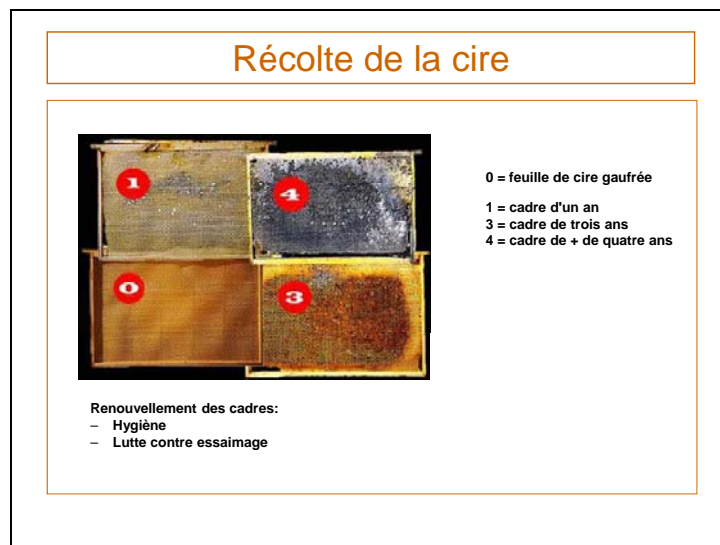 Récolte de la cire
1
4
0
3
0 = feuille de cire gaufrée
1 = cadre d'un an
3 = cadre de trois ans
4 = cadre de + de quatre ans
Renouvellement des cadres:
– Hygiène
– Lutte contre essaimage